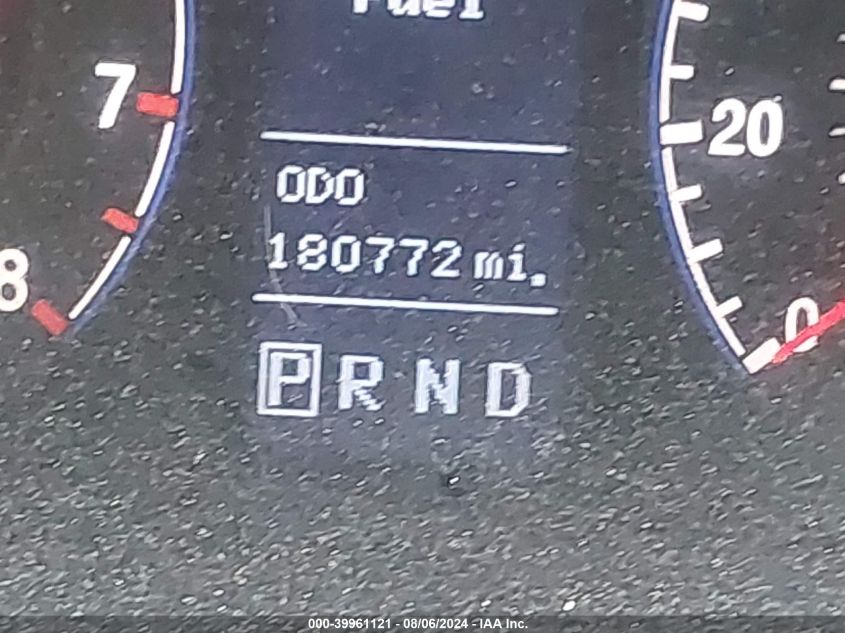 Fuel
7
20
ODO
180772 mi.
8
0
P R N D
000-39961121 - 08/06/2024 - IAA Inc.